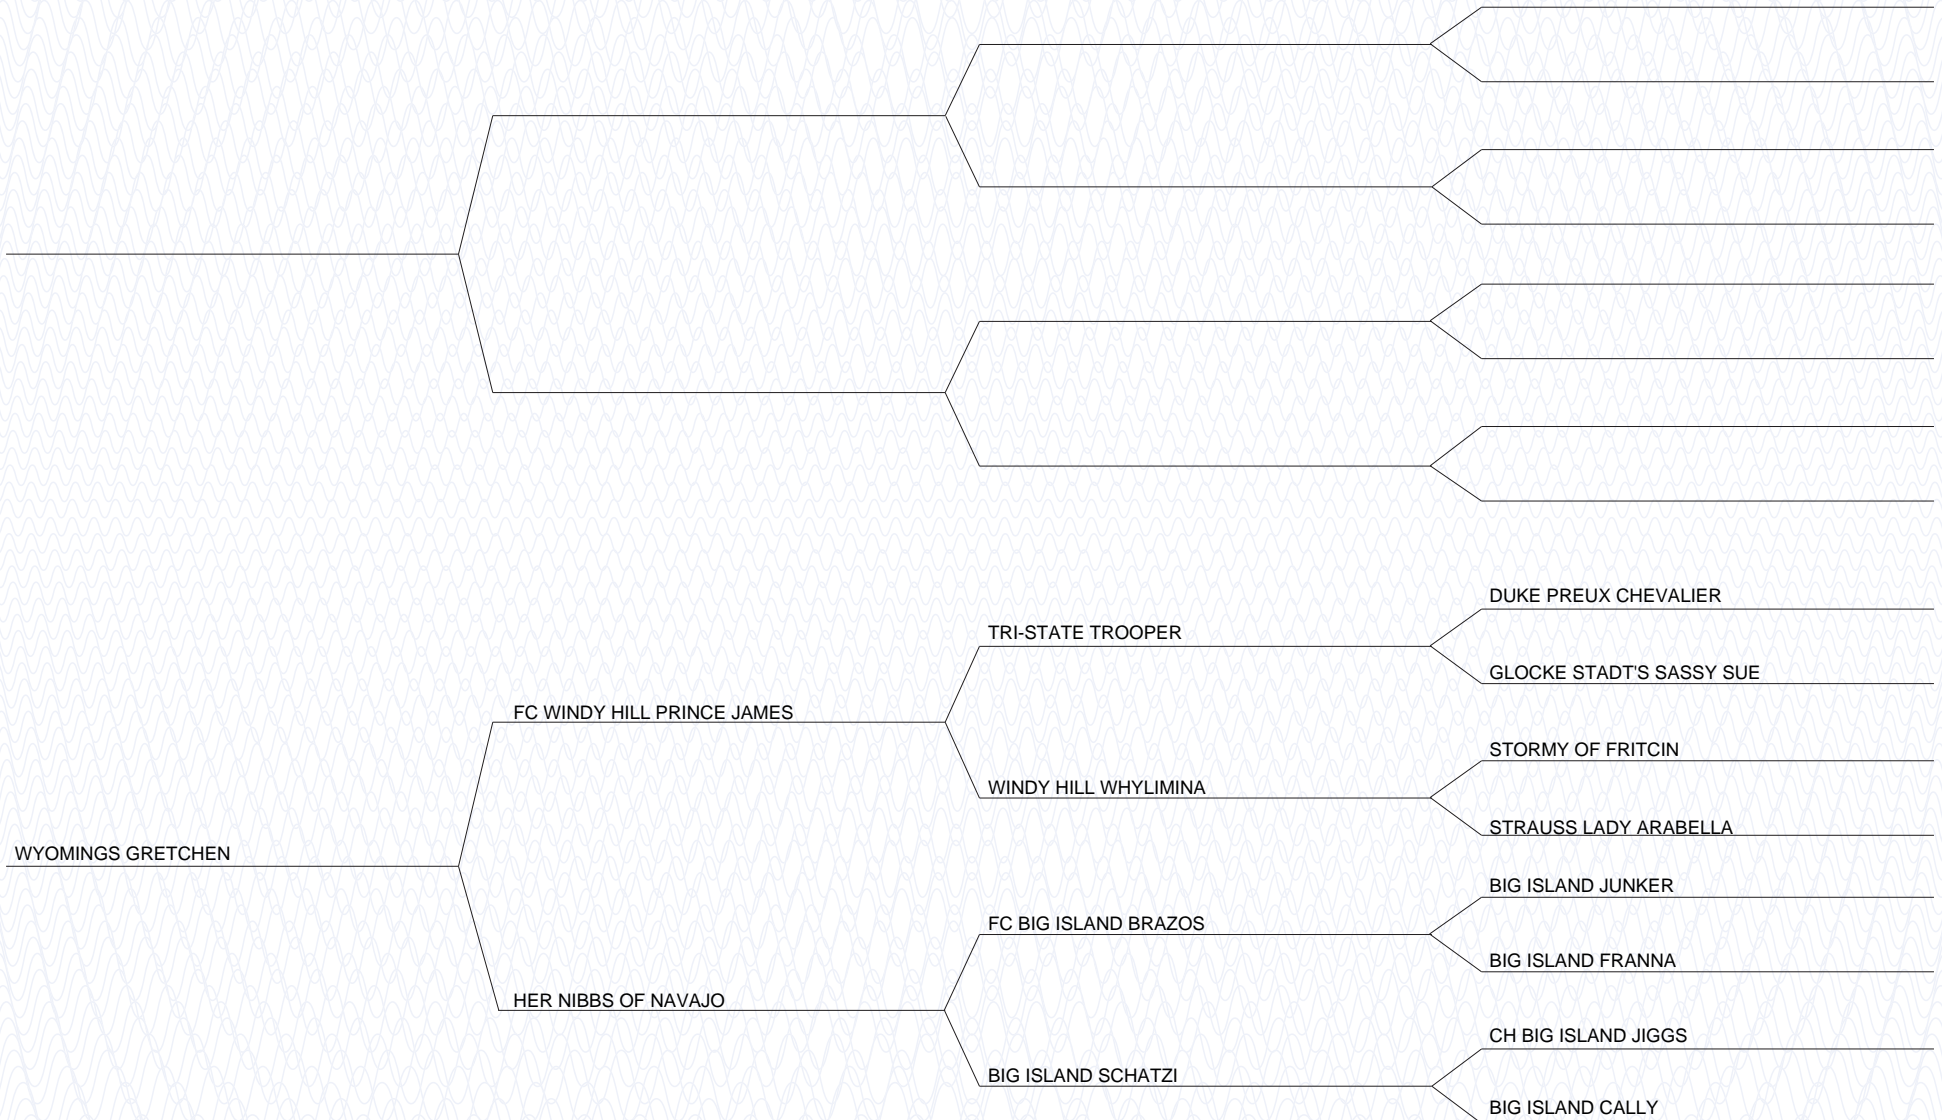 DUKE PREUX CHEVALIER
TRI-STATE TROOPER
GLOCKE STADT'S SASSY SUE
FC WINDY HILL PRINCE JAMES
STORMY OF FRITCIN
WINDY HILL WHYLIMINA
STRAUSS LADY ARABELLA
WYOMINGS GRETCHEN
BIG ISLAND JUNKER
FC BIG ISLAND BRAZOS
BIG ISLAND FRANNA
HER NIBBS OF NAVAJO
CH BIG ISLAND JIGGS
BIG ISLAND SCHATZI
BIG ISLAND CALLY